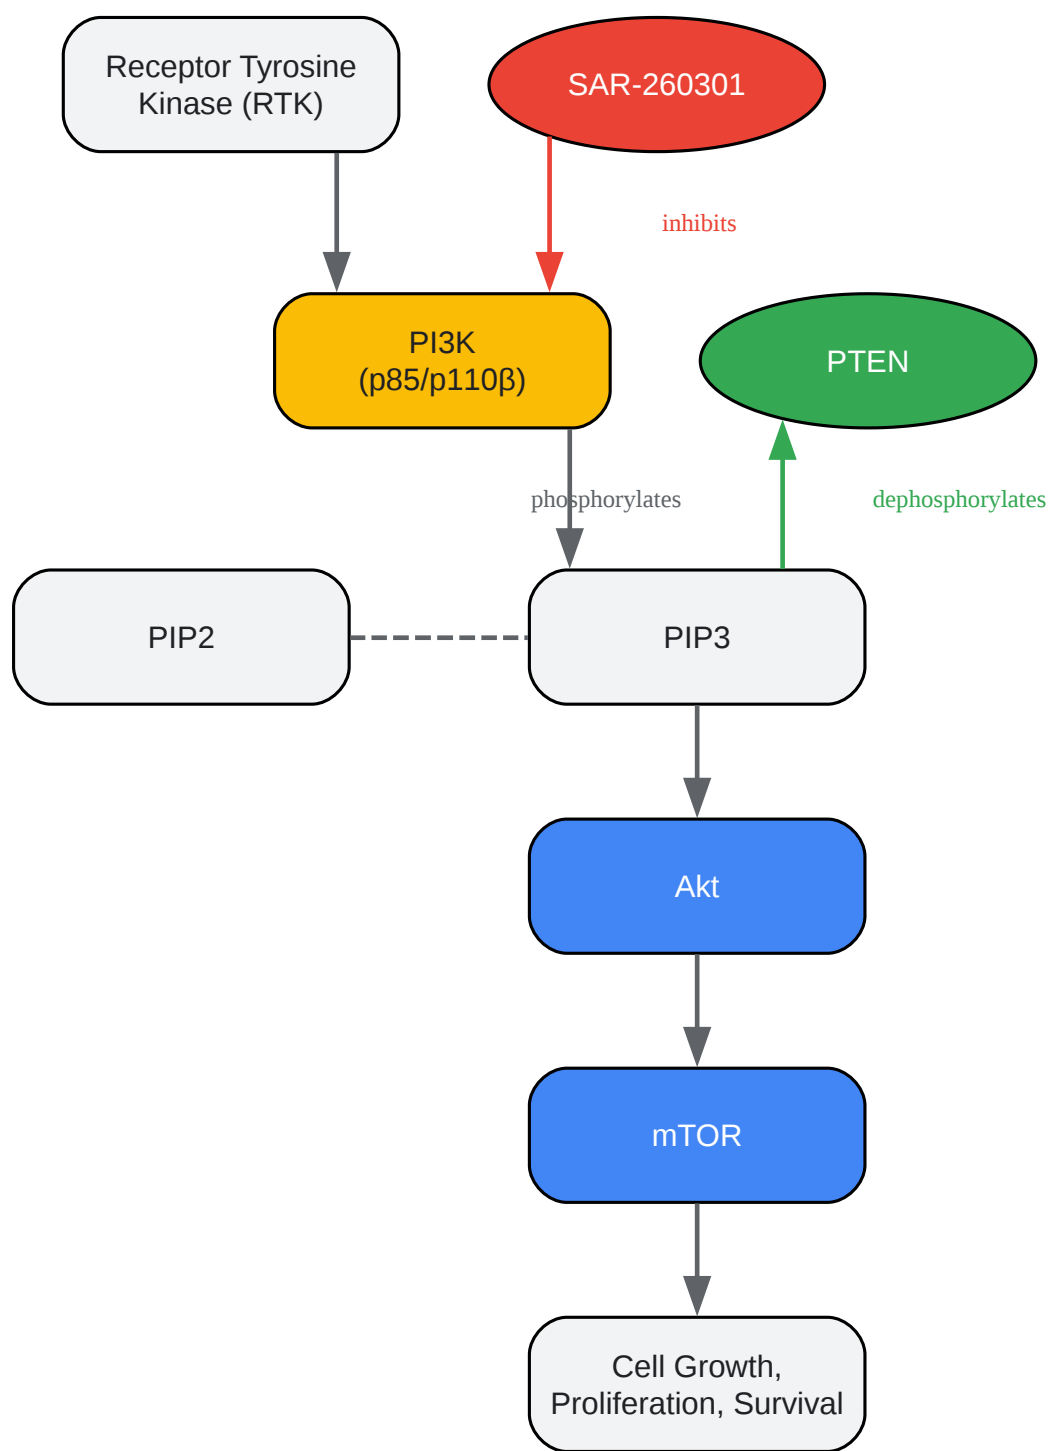 Receptor Tyrosine
Kinase (RTK)
SAR-260301
inhibits
PI3K
(p85/p110β)
PTEN
phosphorylates
dephosphorylates
PIP2
PIP3
Akt
mTOR
Cell Growth,
Proliferation, Survival